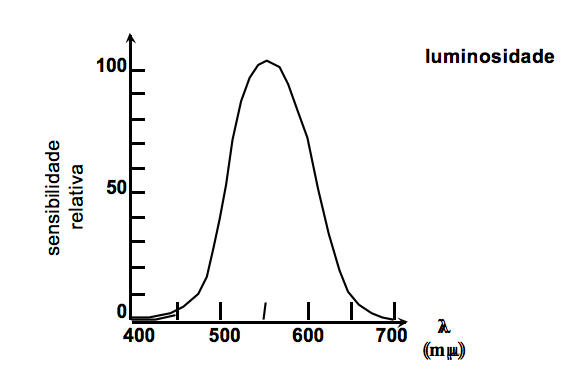 luminosidade
100
50
0
sensibilidade
relativa
400 500 600 700
λ
(mμ)